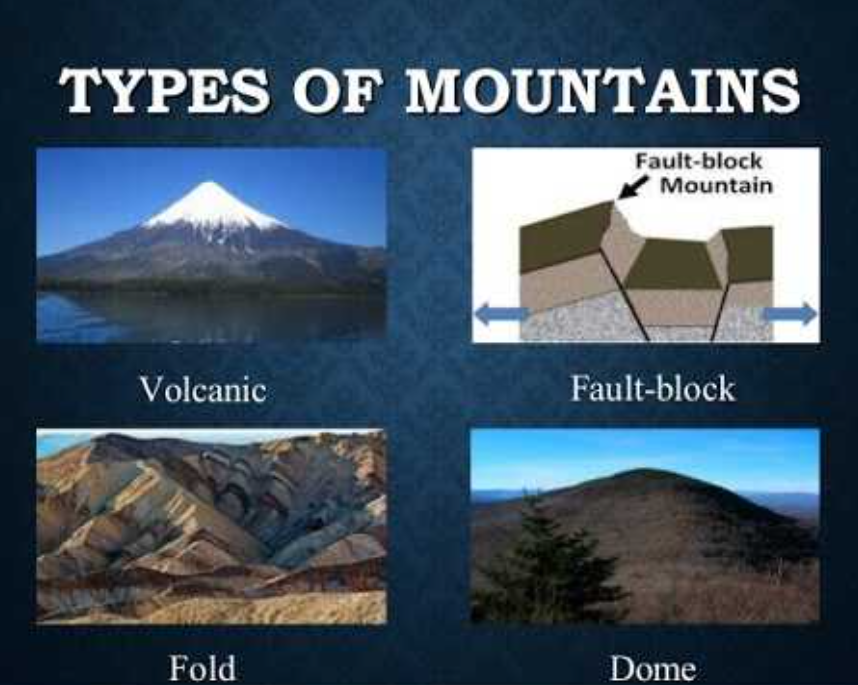 TYPES OF MOUNTAINS
Fault-block
Mountain
Volcanic
Fault-block
Fold
Dome